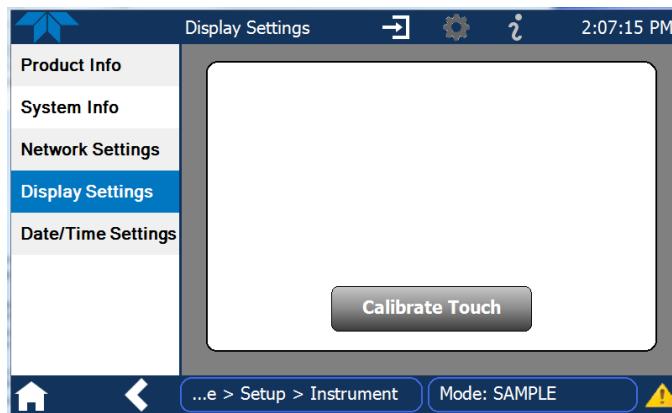 Display Settings
2:07:15 PM
Product Info
System Info
Network Settings
Display Settings
Date/Time Settings
Calibrate Touch
...e > Setup > Instrument
Mode: SAMPLE